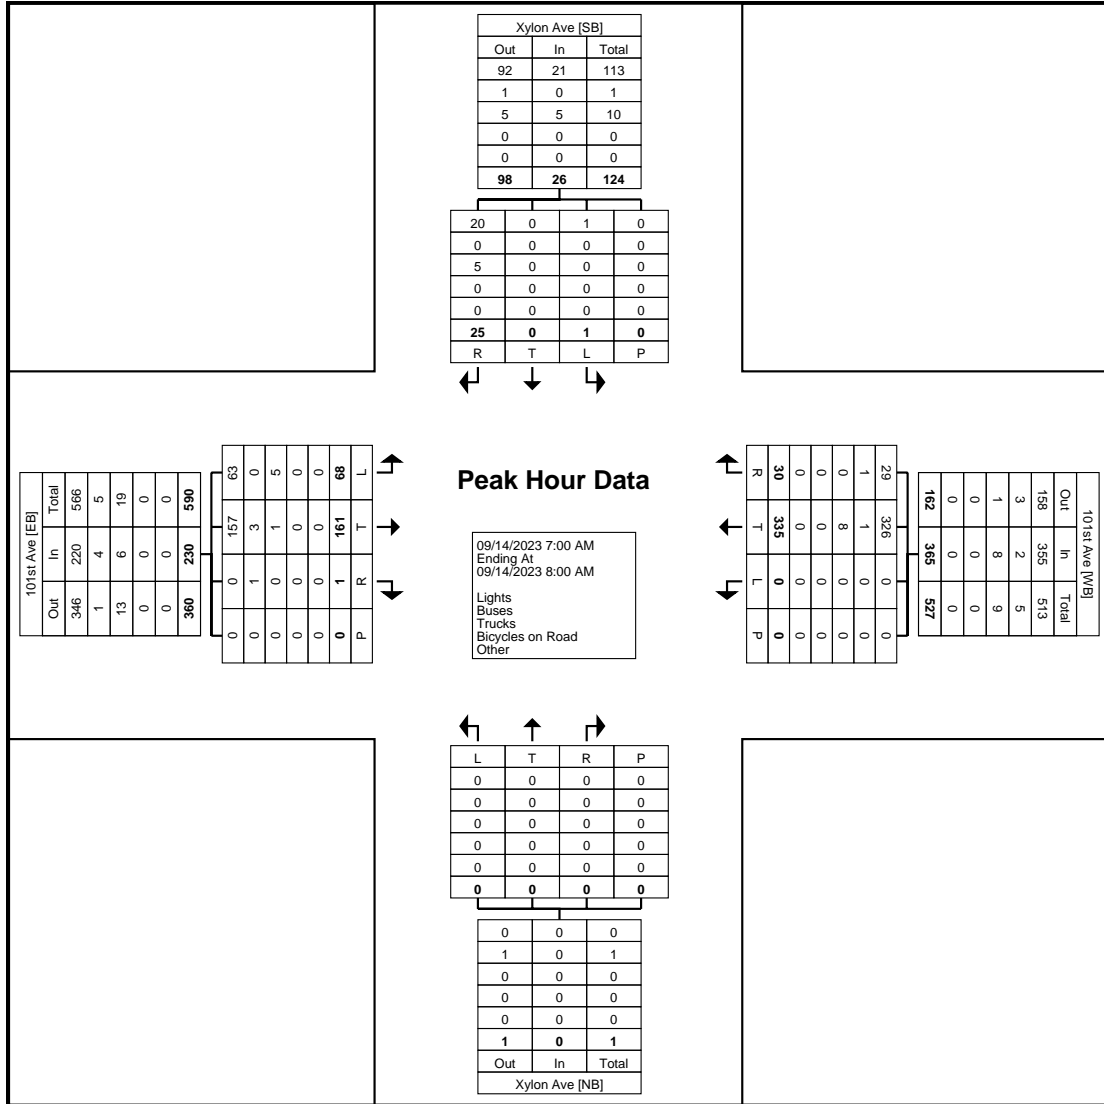 Xylon Ave [SB]
Out In Total
92 21 113
1 0 1
5 5 10
0 0 0
0 0 0
98 26 124
20 0 1 0
0 0 0 0
5 0 0 0
0 0 0 0
0 0 0 0
25 0 1 0
R T L P
101st Ave [EB]
Total 566 5 19 0 0 590
In 220 4 6 0 0 230
Out 346 1 13 0 0 360
63 0 5 0 0 68 L
157 3 1 0 0 161 T
0 1 0 0 0 1 R
0 0 0 0 0 0 P
Peak Hour Data
09/14/2023 7:00 AM
Ending At
09/14/2023 8:00 AM
Lights
Buses
Trucks
Bicycles on Road
Other
R 30 0 0 0 1 29
T 335 0 0 8 1 326
L 0 0 0 0 0 0
P 0 0 0 0 0 0
162 0 0 1 3 158 Out
365 0 0 8 2 355 In
527 0 0 9 5 513 Total
101st Ave [WB]
L T R P
0 0 0 0
0 0 0 0
0 0 0 0
0 0 0 0
0 0 0 0
0 0 0 0
0 0 0
1 0 1
0 0 0
0 0 0
0 0 0
1 0 1
Out In Total
Xylon Ave [NB]